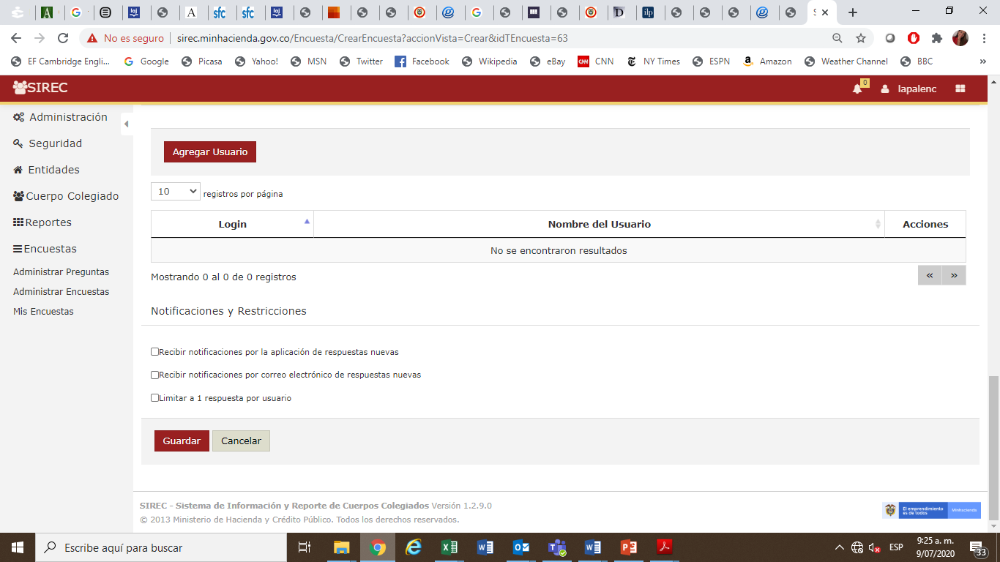 No es seguro
sirec.minhacienda.gov.co/Encuesta/CrearEncuesta?accionVista=Crear&idTEncuesta=63
EF Cambridge Engli...
Google
Picasa
Yahoo!
MSN
Twitter
Facebook
Wikipedia
eBay
CNN
NY Times
ESPN
Amazon
Weather Channel
BBC
»
SIREC
0
lapalenc
Administración
Seguridad
Entidades
Cuerpo Colegiado
Reportes
Encuestas
Administrar Preguntas
Administrar Encuestas
Mis Encuestas
Agregar Usuario
10 registros por página
Login Nombre del Usuario Acciones
No se encontraron resultados
Mostrando 0 al 0 de 0 registros
« »
Notificaciones y Restricciones
Recibir notificaciones por la aplicación de respuestas nuevas
Recibir notificaciones por correo electrónico de respuestas nuevas
Limitar a 1 respuesta por usuario
Guardar Cancelar
SIREC - Sistema de Información y Reporte de Cuerpos Colegiados Versión 1.2.9.0
© 2013 Ministerio de Hacienda y Crédito Público. Todos los derechos reservados.
El emprendimiento
es de todos
Minhacienda
Escribe aquí para buscar
ESP
9:25 a. m.
9/07/2020
33